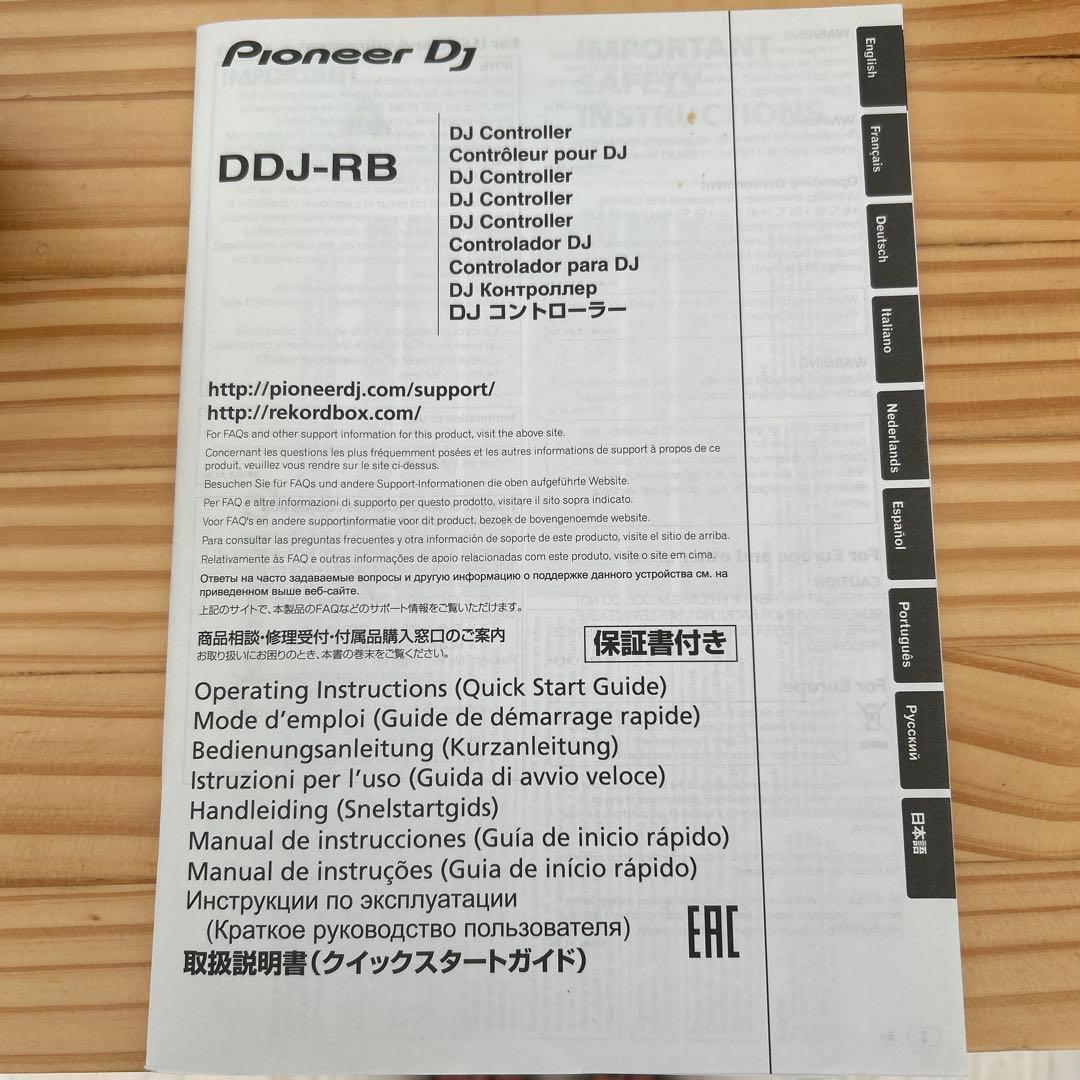 Pioneer Dj
DDJ-RB
DJ Controller
Contrôleur pour DJ
DJ Controller
DJ Controller
DJ Controller
Controlador DJ
Controlador para DJ
DJ Контроллер
DJ コントローラー
http://pioneerdj.com/support/
http://rekordbox.com/
For FAQs and other support information for this product, visit the above site.
Concernant les questions les plus fréquemment posées et les autres informations de support à propos de ce
produit, veuillez vous rendre sur le site ci-dessus.
Besuchen Sie für FAQs und andere Support-Informationen die oben aufgeführte Website.
Per FAQ e altre informazioni di supporto per questo prodotto, visitare il sito sopra indicato.
Voor FAQ's en andere supportinformatie voor dit product, bezoek de bovengenoemde website.
Para consultar las preguntas frecuentes y otra información de soporte de este producto, visite el sitio de arriba.
Relativamente às FAQ e outras informações de apoio relacionadas com este produto, visite o site em cima.
Ответы на часто задаваемые вопросы и другую информацию о поддержке данного устройства см. на
приведенном выше веб-сайте.
上記のサイトで、本製品のFAQなどのサポート情報をご覧いただけます。
商品相談・修理受付・付属品購入窓口のご案内
お取り扱いにお困りのとき、本書の巻末をご覧ください。
保証書付き
Operating Instructions (Quick Start Guide)
Mode d'emploi (Guide de démarrage rapide)
Bedienungsanleitung (Kurzanleitung)
Istruzioni per l'uso (Guida di avvio veloce)
Handleiding (Snelstartgids)
Manual de instrucciones (Guía de inicio rápido)
Manual de instruções (Guia de início rápido)
Инструкции по эксплуатации
(Краткое руководство пользователя)
取扱説明書(クイックスタートガイド)
EAC
English
Français
Deutsch
Italiano
Nederlands
Español
Português
Русский
日本語